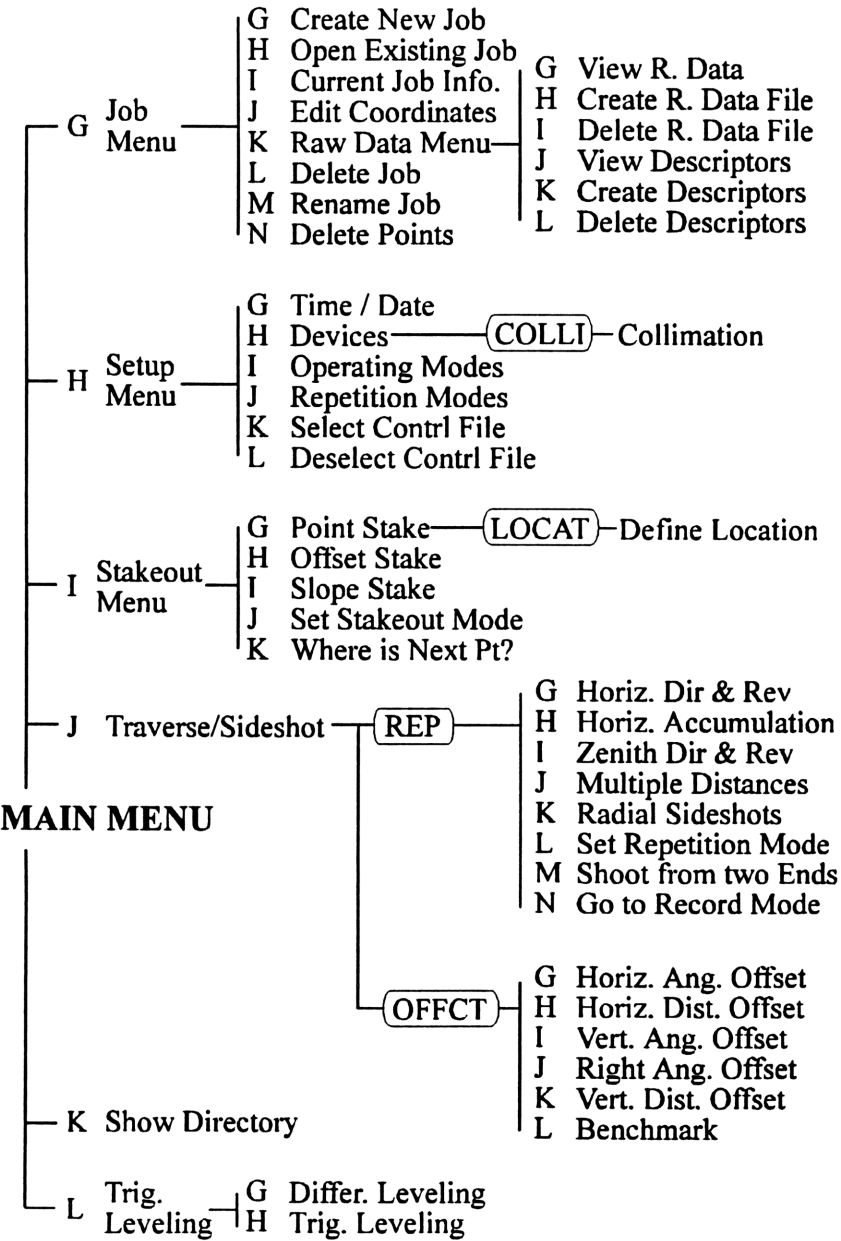 G Create New Job
H Open Existing Job
I Current Job Info.
J Edit Coordinates
K Raw Data Menu
L Delete Job
M Rename Job
N Delete Points
G View R. Data
H Create R. Data File
I Delete R. Data File
J View Descriptors
K Create Descriptors
L Delete Descriptors
G Job
Menu
G Time / Date
H Devices COLLI Collimation
I Operating Modes
J Repetition Modes
K Select Contrl File
L Deselect Contrl File
H Setup
Menu
G Point Stake LOCAT Define Location
H Offset Stake
I Slope Stake
J Set Stakeout Mode
K Where is Next Pt?
I Stakeout
Menu
J Traverse/Sideshot REP
G Horiz. Dir & Rev
H Horiz. Accumulation
I Zenith Dir & Rev
J Multiple Distances
K Radial Sideshots
L Set Repetition Mode
M Shoot from two Ends
N Go to Record Mode
MAIN MENU
OFFCT
G Horiz. Ang. Offset
H Horiz. Dist. Offset
I Vert. Ang. Offset
J Right Ang. Offset
K Vert. Dist. Offset
L Benchmark
K Show Directory
L Trig.
Leveling
G Differ. Leveling
H Trig. Leveling